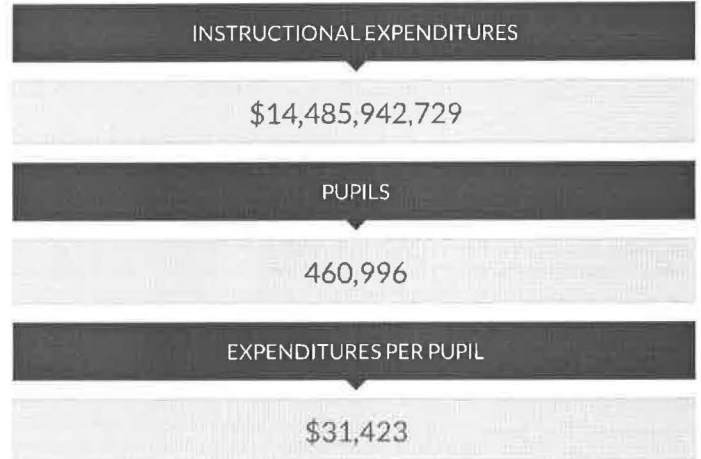 INSTRUCTIONAL EXPENDITURES
$14,485,942,729
PUPILS
460,996
EXPENDITURES PER PUPIL
$31,423